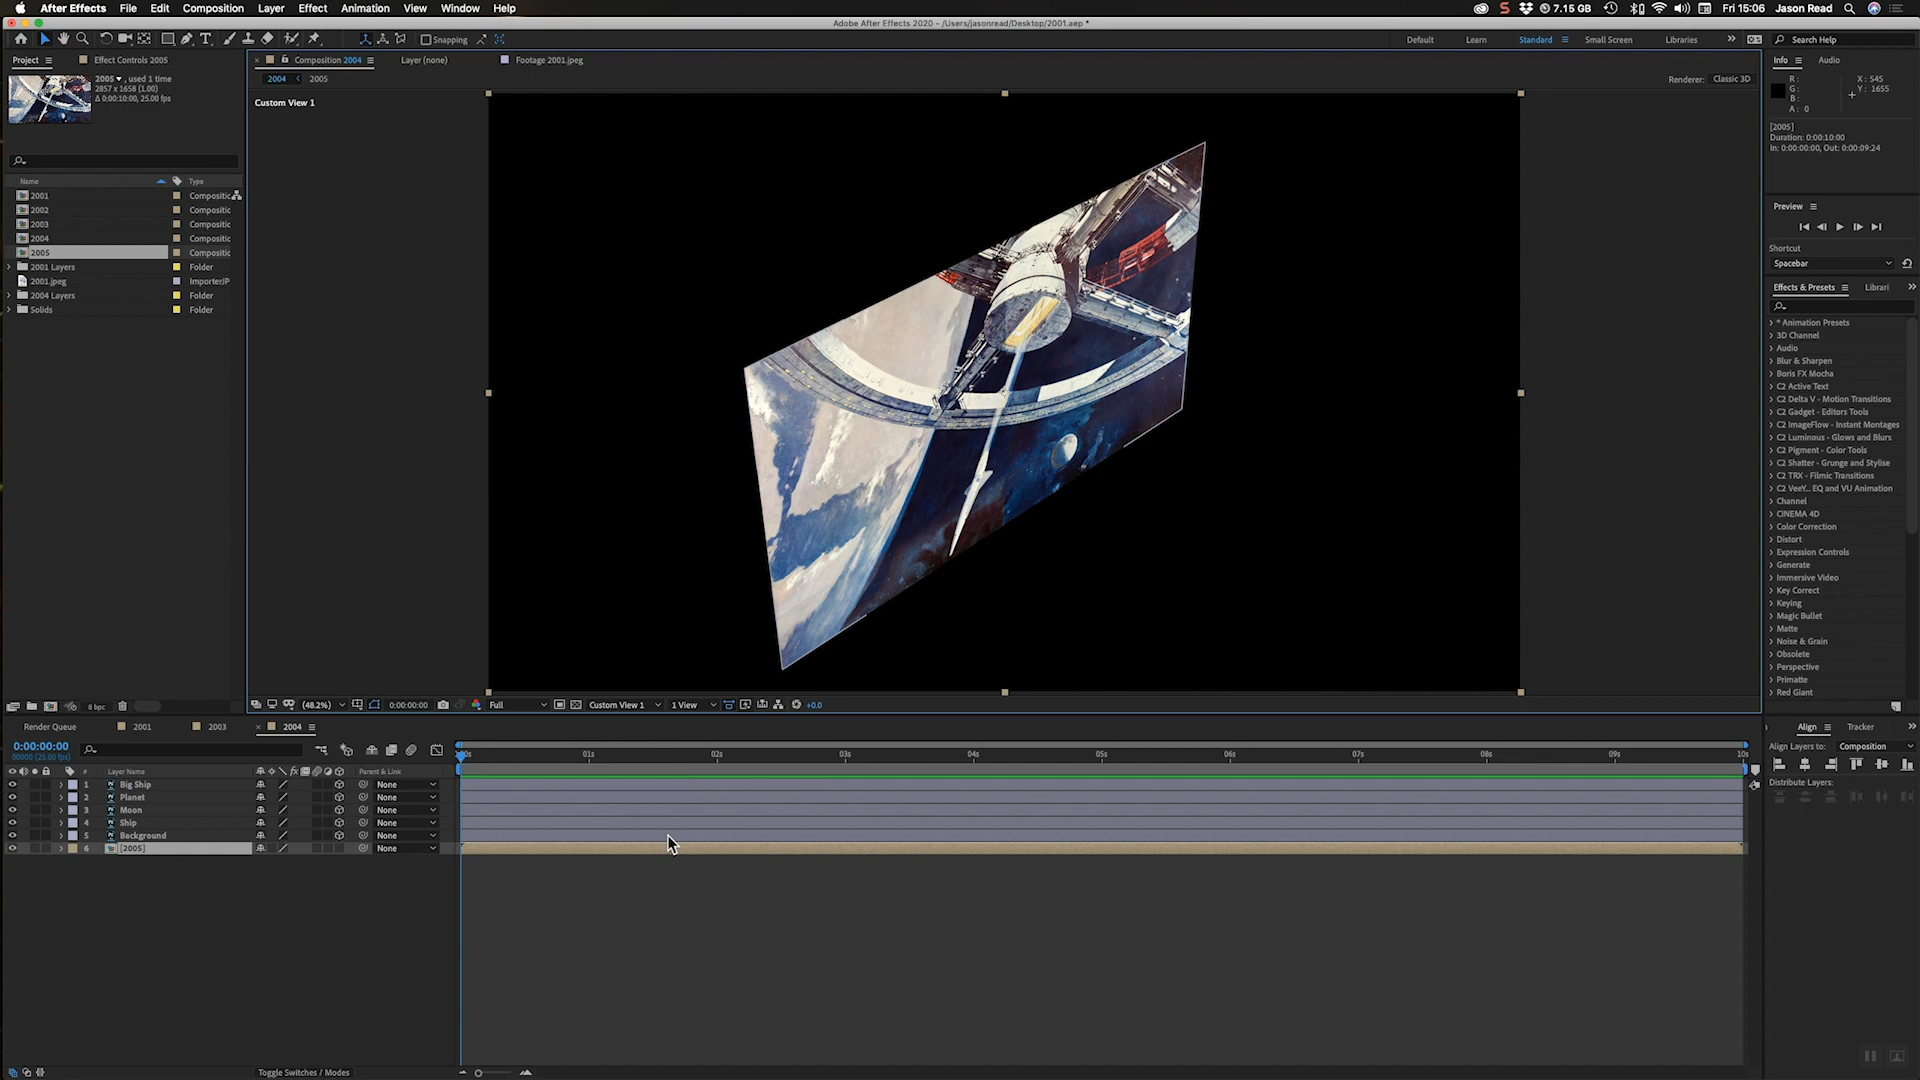 After Effects File Edit Composition Layer Effect Animation View Window Help
7.15 GB Fri 15:06 Jason Read
Adobe After Effects 2020 - /Users/jasonread/Desktop/2001.aep *
Snapping
Default Learn Standard Small Screen Libraries Search Help
Project Effect Controls 2005
Composition 2004 Layer (none) Footage 2001.jpeg
2004 2005
Renderer: Classic 3D
Custom View 1
2005 , used 1 time
2857 x 1658 (1.00)
Δ 0:00:10:00, 25.00 fps
Name Type
2001 Compositic
2002 Compositic
2003 Compositic
2004 Compositic
2005 Compositic
2001 Layers Folder
2001.jpeg ImporterJP
2004 Layers Folder
Solids Folder
8 bpc
(48.2%) 0:00:00:00 Full Custom View 1 1 View +0.0
Info Audio
R :
G :
B :
A : 0
X : 545
Y : 1655
[2005]
Duration: 0:00:10:00
In: 0:00:00:00, Out: 0:00:09:24
Preview
Shortcut
Spacebar
Effects & Presets Librari
* Animation Presets
3D Channel
Audio
Blur & Sharpen
Boris FX Mocha
C2 Active Text
C2 Delta V - Motion Transitions
C2 Gadget - Editors Tools
C2 ImageFlow - Instant Montages
C2 Luminous - Glows and Blurs
C2 Pigment - Color Tools
C2 Shatter - Grunge and Stylise
C2 TRX - Filmic Transitions
C2 VeeY... EQ and VU Animation
Channel
CINEMA 4D
Color Correction
Distort
Expression Controls
Generate
Immersive Video
Key Correct
Keying
Magic Bullet
Matte
Noise & Grain
Obsolete
Perspective
Primatte
Red Giant
Render Queue 2001 2003 2004
0:00:00:00
00000 (25.00 fps)
# Layer Name Parent & Link
1 Big Ship None
2 Planet None
3 Moon None
4 Ship None
5 Background None
6 [2005] None
01s 02s 03s 04s 05s 06s 07s 08s 09s 10s
Toggle Switches / Modes
Align Tracker
Align Layers to: Composition
Distribute Layers: